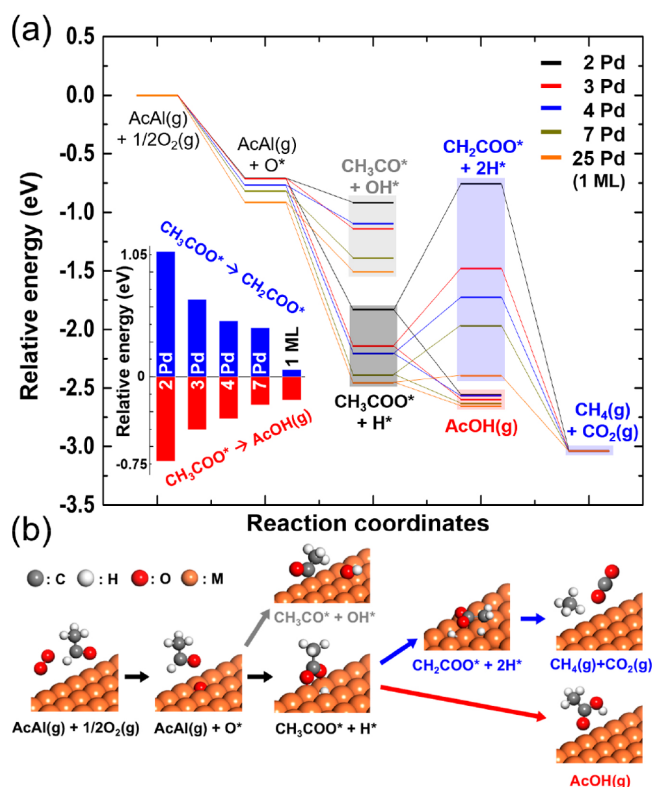 (a)
0.5
0.0
-0.5
-1.0
-1.5
-2.0
-2.5
-3.0
-3.5
Relative energy (eV)
Reaction coordinates
AcAl(g)
+ 1/2O₂(g)
AcAl(g)
+ O*
CH₃CO*
+ OH*
CH₃COO*
+ H*
CH₂COO*
+ 2H*
AcOH(g)
CH₄(g)
+ CO₂(g)
2 Pd
3 Pd
4 Pd
7 Pd
25 Pd
(1 ML)
Relative energy (eV)
1.05
0
-0.75
CH₃COO* → CH₂COO*
2 Pd
3 Pd
4 Pd
7 Pd
1 ML
CH₃COO* → AcOH(g)
(b)
: C : H : O : M
AcAl(g) + 1/2O₂(g)
AcAl(g) + O*
CH₃CO* + OH*
CH₃COO* + H*
CH₂COO* + 2H*
CH₄(g)+CO₂(g)
AcOH(g)